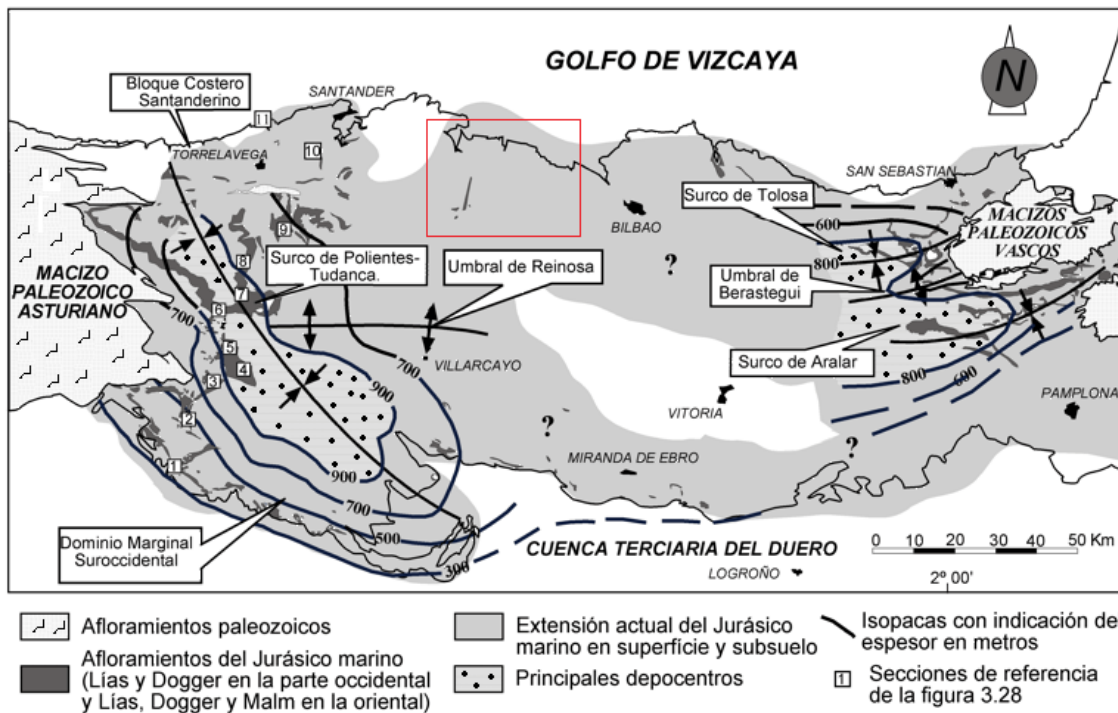 GOLFO DE VIZCAYA
N
Bloque Costero
Santanderino
SANTANDER
11
TORRELAVEGA
10
SAN SEBASTIAN
Surco de Tolosa
BILBAO
600
MACIZOS
PALEOZOICOS
VASCOS
9
8
Surco de Polientes-
Tudanca.
Umbral de Reinosa
?
800
Umbral de
Berastegui
MACIZO
PALEOZOICO
ASTURIANO
7
6
700
5
4
3
700
VILLARCAYO
Surco de Aralar
800
600
PAMPLONA
900
VITORIA
2
?
?
1
MIRANDA DE EBRO
900
700
Dominio Marginal
Suroccidental
500
300
CUENCA TERCIARIA DEL DUERO
LOGROÑO
0 10 20 30 40 50 Km
2º 00'
Afloramientos paleozoicos
Afloramientos del Jurásico marino
(Lías y Dogger en la parte occidental
y Lías, Dogger y Malm en la oriental)
Extensión actual del Jurásico
marino en superfície y subsuelo
Principales depocentros
Isopacas con indicación de
espesor en metros
1
Secciones de referencia
de la figura 3.28